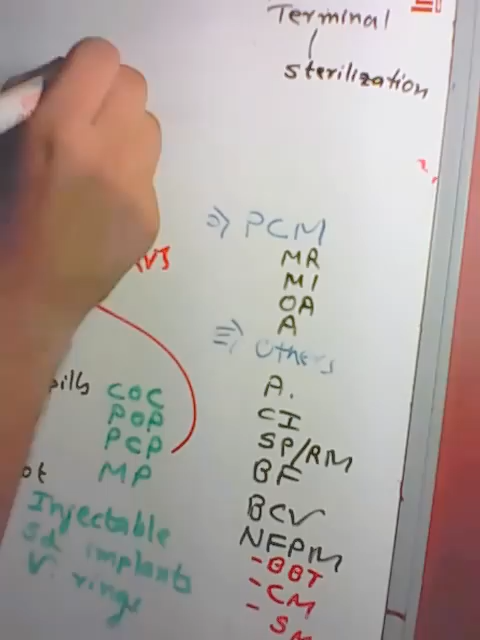 Terminal
sterilization
⇒ PCM
MR
MI
OA
A
⇒ Others
A.
CI
SP/RM
BF
BCV
NFPM
- BBT
- CM
pills COC
POP
PCP
MP
Injectable
Sd implants
V. rings